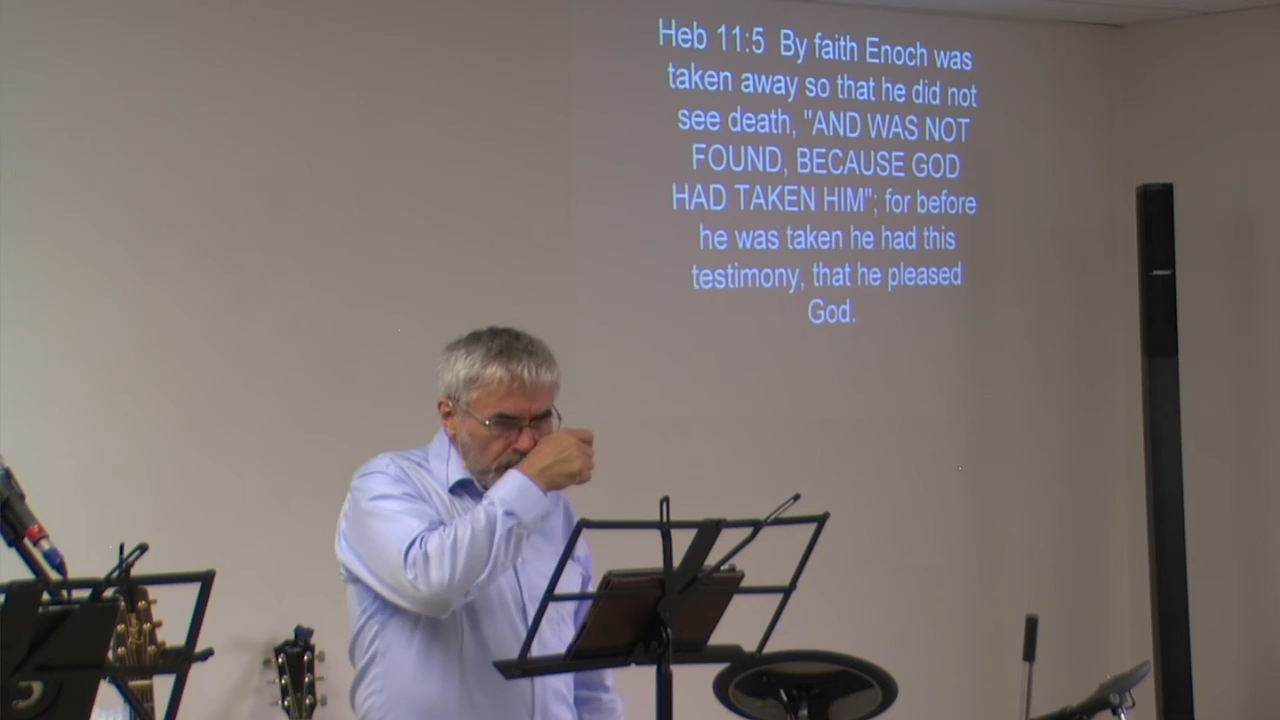 Heb 11:5  By faith Enoch was
taken away so that he did not
see death, "AND WAS NOT
FOUND, BECAUSE GOD
HAD TAKEN HIM"; for before
he was taken he had this
testimony, that he pleased
God.